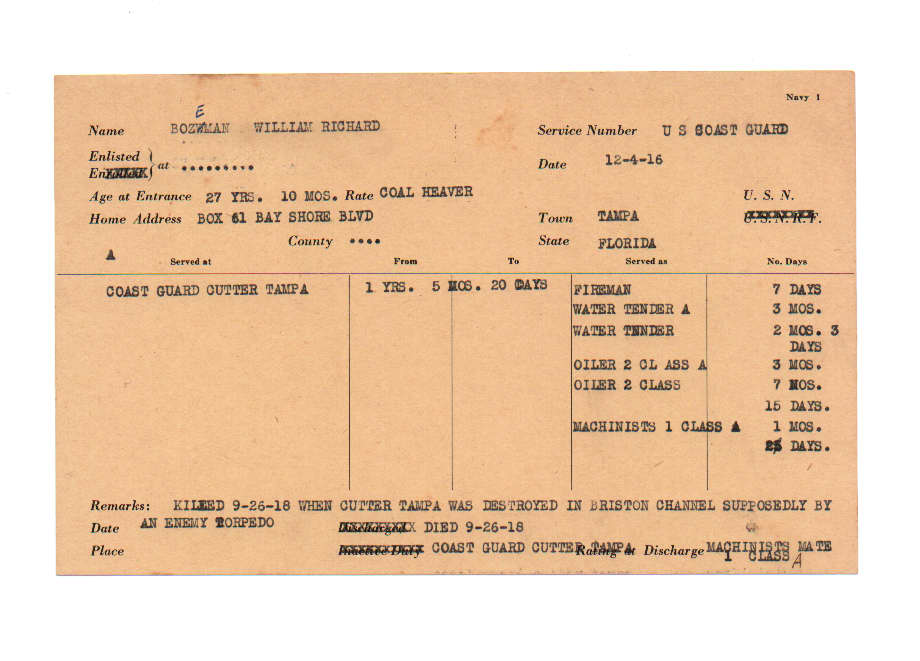 Navy 1
E
Name BOZWMAN WILLIAM RICHARD Service Number U S COAST GUARD
Enlisted at ......... Date 12-4-16
Age at Entrance 27 YRS. 10 MOS. Rate COAL HEAVER U. S. N.
Home Address BOX 61 BAY SHORE BLVD Town TAMPA U.S.N.R.F.
County .... State FLORIDA
A
Served at From To Served as No. Days
COAST GUARD CUTTER TAMPA 1 YRS. 5 MOS. 20 DAYS FIREMAN 7 DAYS
WATER TENDER A 3 MOS.
WATER TNNDER 2 MOS. 3
DAYS
OILER 2 CL ASS A 3 MOS.
OILER 2 CLASS 7 MOS.
15 DAYS.
MACHINISTS 1 CLASS A 1 MOS.
DAYS.
Remarks: KILLED 9-26-18 WHEN CUTTER TAMPA WAS DESTROYED IN BRISTON CHANNEL SUPPOSEDLY BY
AN ENEMY TORPEDO
Date Discharged DIED 9-26-18
Place Inactive Duty COAST GUARD CUTTER TAMPA Rating at Discharge MACHINISTS MATE
1 CLASS A